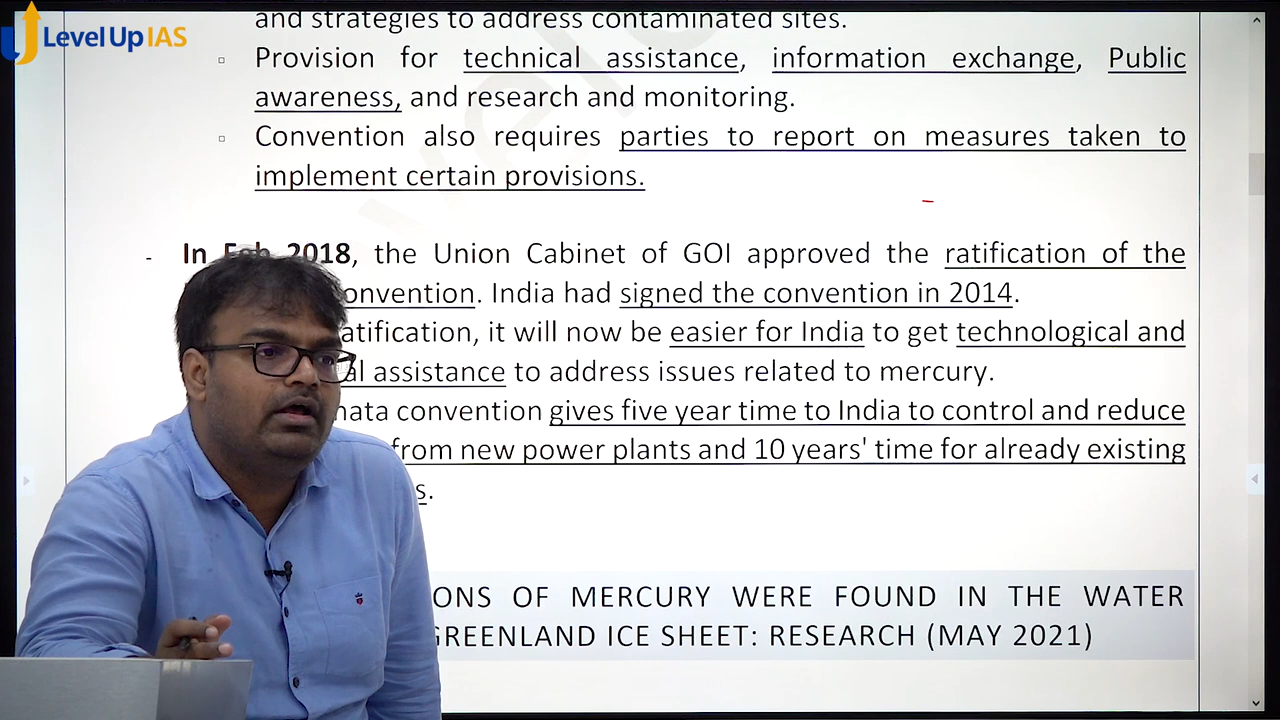 Level Up IAS
and strategies to address contaminated sites.
Provision for technical assistance, information exchange, Public
awareness, and research and monitoring.
Convention also requires parties to report on measures taken to
implement certain provisions.
- In Feb 2018, the Union Cabinet of GOI approved the ratification of the
convention. India had signed the convention in 2014.
ratification, it will now be easier for India to get technological and
assistance to address issues related to mercury.
convention gives five year time to India to control and reduce
from new power plants and 10 years' time for already existing
OF MERCURY WERE FOUND IN THE WATER
GREENLAND ICE SHEET: RESEARCH (MAY 2021)